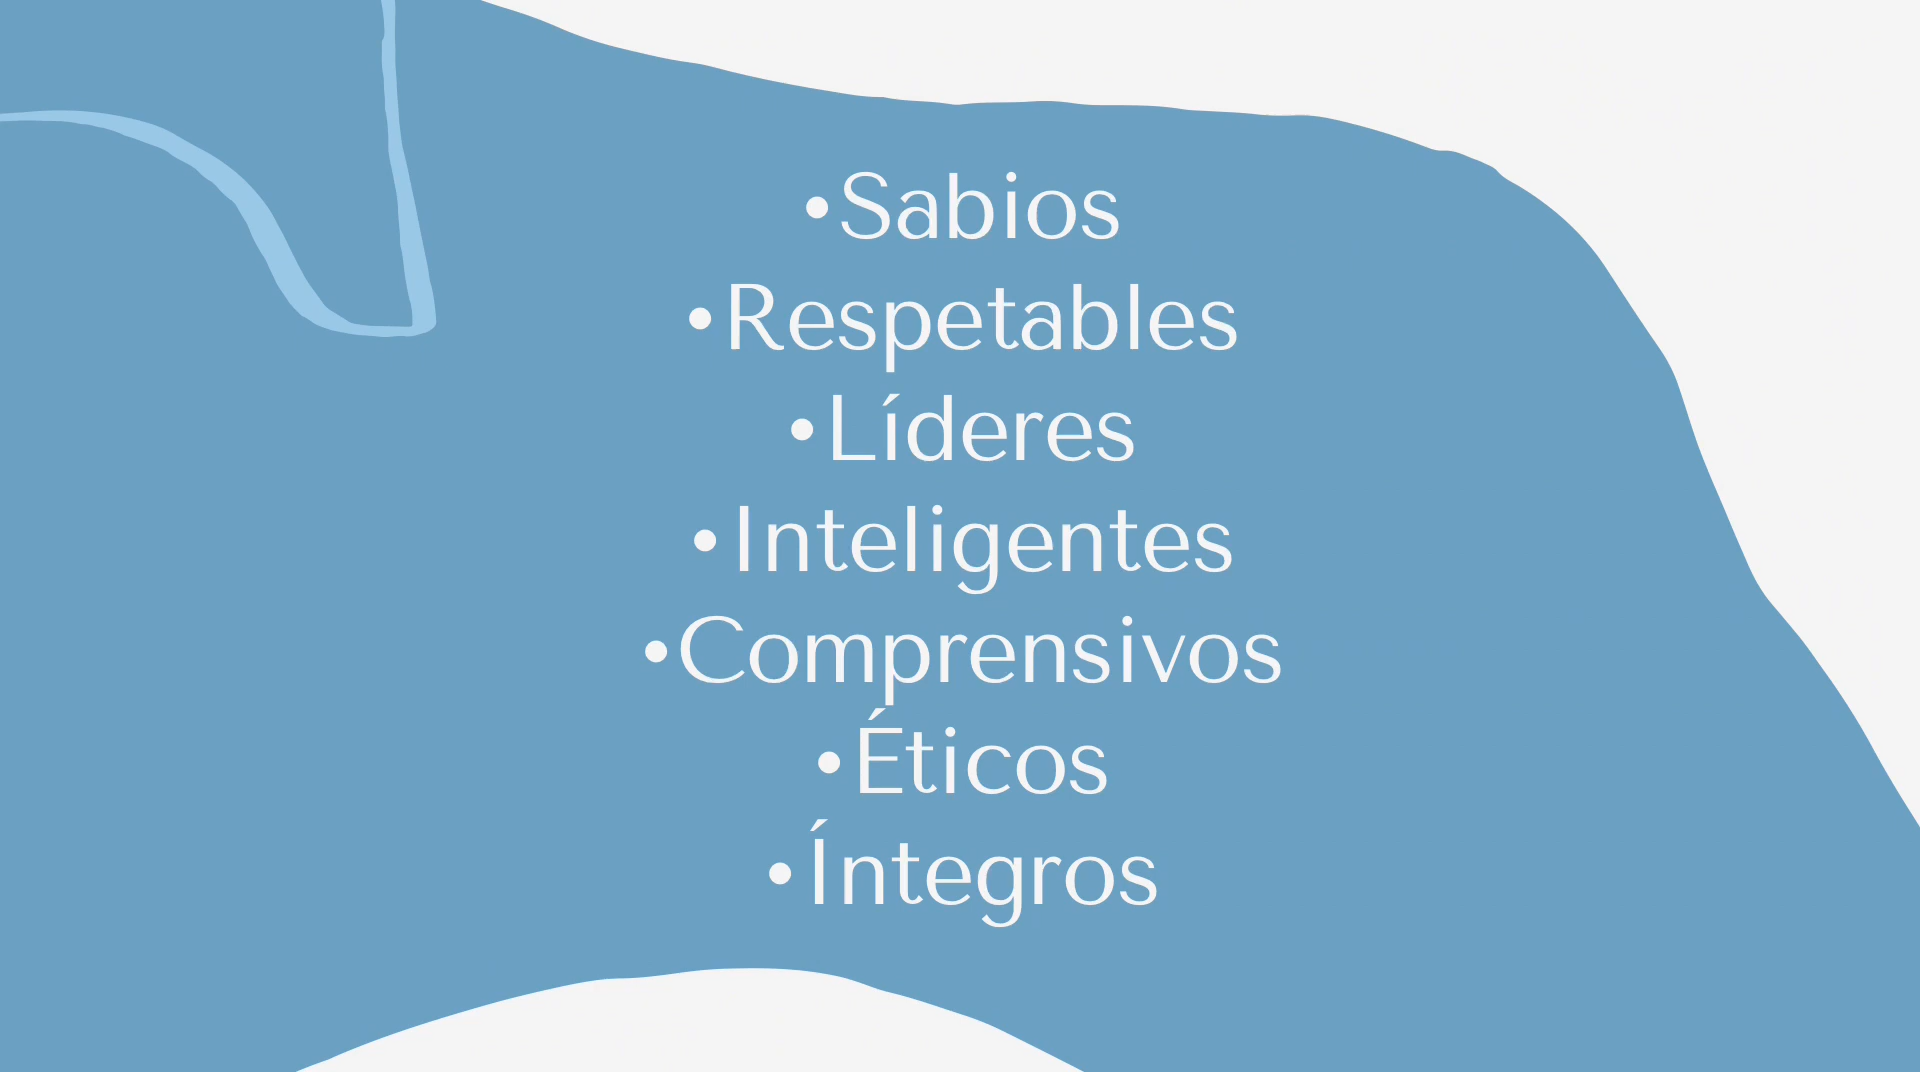 •Sabios
•Respetables
•Líderes
•Inteligentes
•Comprensivos
•Éticos
•Íntegros